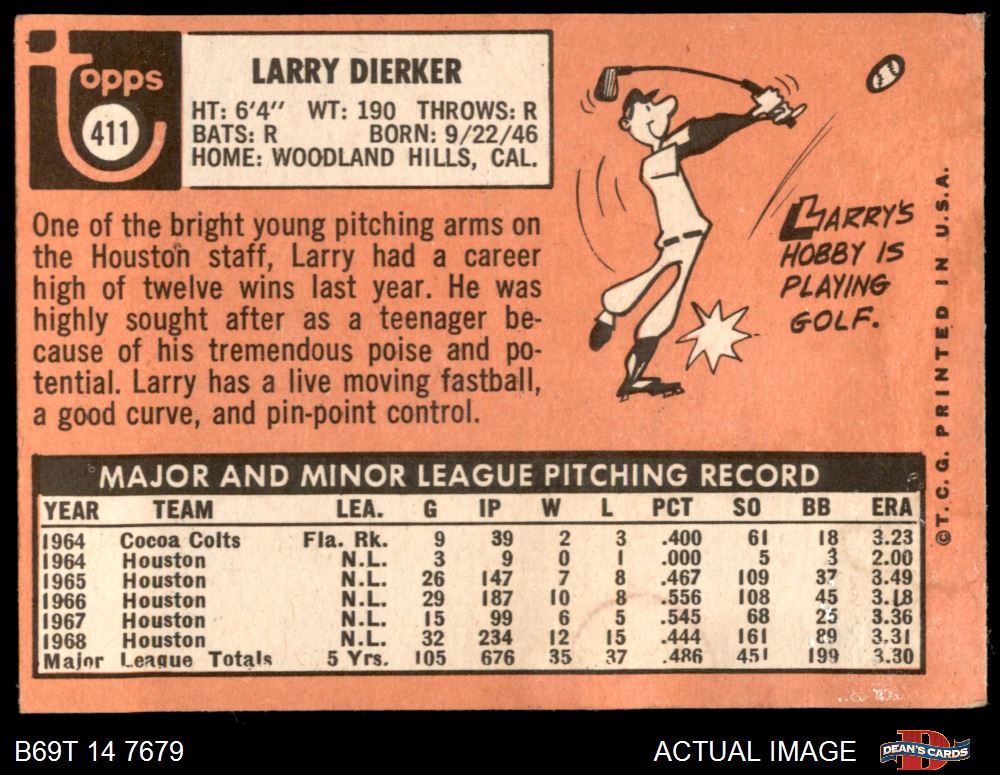 Topps
411
LARRY DIERKER
HT: 6'4" WT: 190 THROWS: R
BATS: R BORN: 9/22/46
HOME: WOODLAND HILLS, CAL.
One of the bright young pitching arms on
the Houston staff, Larry had a career
high of twelve wins last year. He was
highly sought after as a teenager be-
cause of his tremendous poise and po-
tential. Larry has a live moving fastball,
a good curve, and pin-point control.
LARRY'S
HOBBY IS
PLAYING
GOLF.
©T. C. G. PRINTED IN U.S.A.
MAJOR AND MINOR LEAGUE PITCHING RECORD
YEAR TEAM LEA. G IP W L PCT SO BB ERA
1964 Cocoa Colts Fla. Rk. 9 39 2 3 .400 61 18 3.23
1964 Houston N.L. 3 9 0 1 .000 5 3 2.00
1965 Houston N.L. 26 147 7 8 .467 109 37 3.49
1966 Houston N.L. 29 187 10 8 .556 108 45 3.18
1967 Houston N.L. 15 99 6 5 .545 68 25 3.36
1968 Houston N.L. 32 234 12 15 .444 161 89 3.31
Major League Totals 5 Yrs. 105 676 35 37 .486 451 199 3.30
B69T 14 7679
ACTUAL IMAGE
DEAN'S CARDS